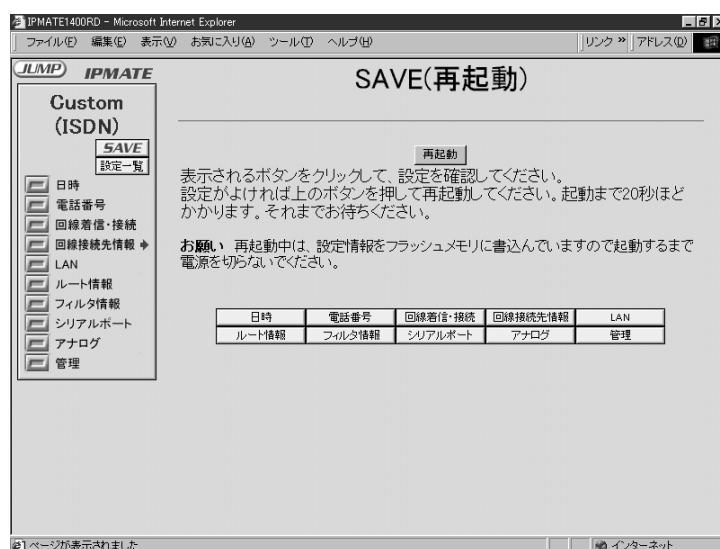 IPMATE1400RD - Microsoft Internet Explorer
ファイル(F) 編集(E) 表示(V) お気に入り(A) ツール(T) ヘルプ(H) リンク » アドレス(D)
JUMP IPMATE
Custom
(ISDN)
SAVE
設定一覧
日時
電話番号
回線着信・接続
回線接続先情報
LAN
ルート情報
フィルタ情報
シリアルポート
アナログ
管理
SAVE(再起動)
再起動
表示されるボタンをクリックして、設定を確認してください。
設定がよければ上のボタンを押して再起動してください。起動まで20秒ほど
かかります。それまでお待ちください。
お願い 再起動中は、設定情報をフラッシュメモリに書込んでいますので起動するまで
電源を切らないでください。
日時 電話番号 回線着信・接続 回線接続先情報 LAN
ルート情報 フィルタ情報 シリアルポート アナログ 管理
ページが表示されました インターネット